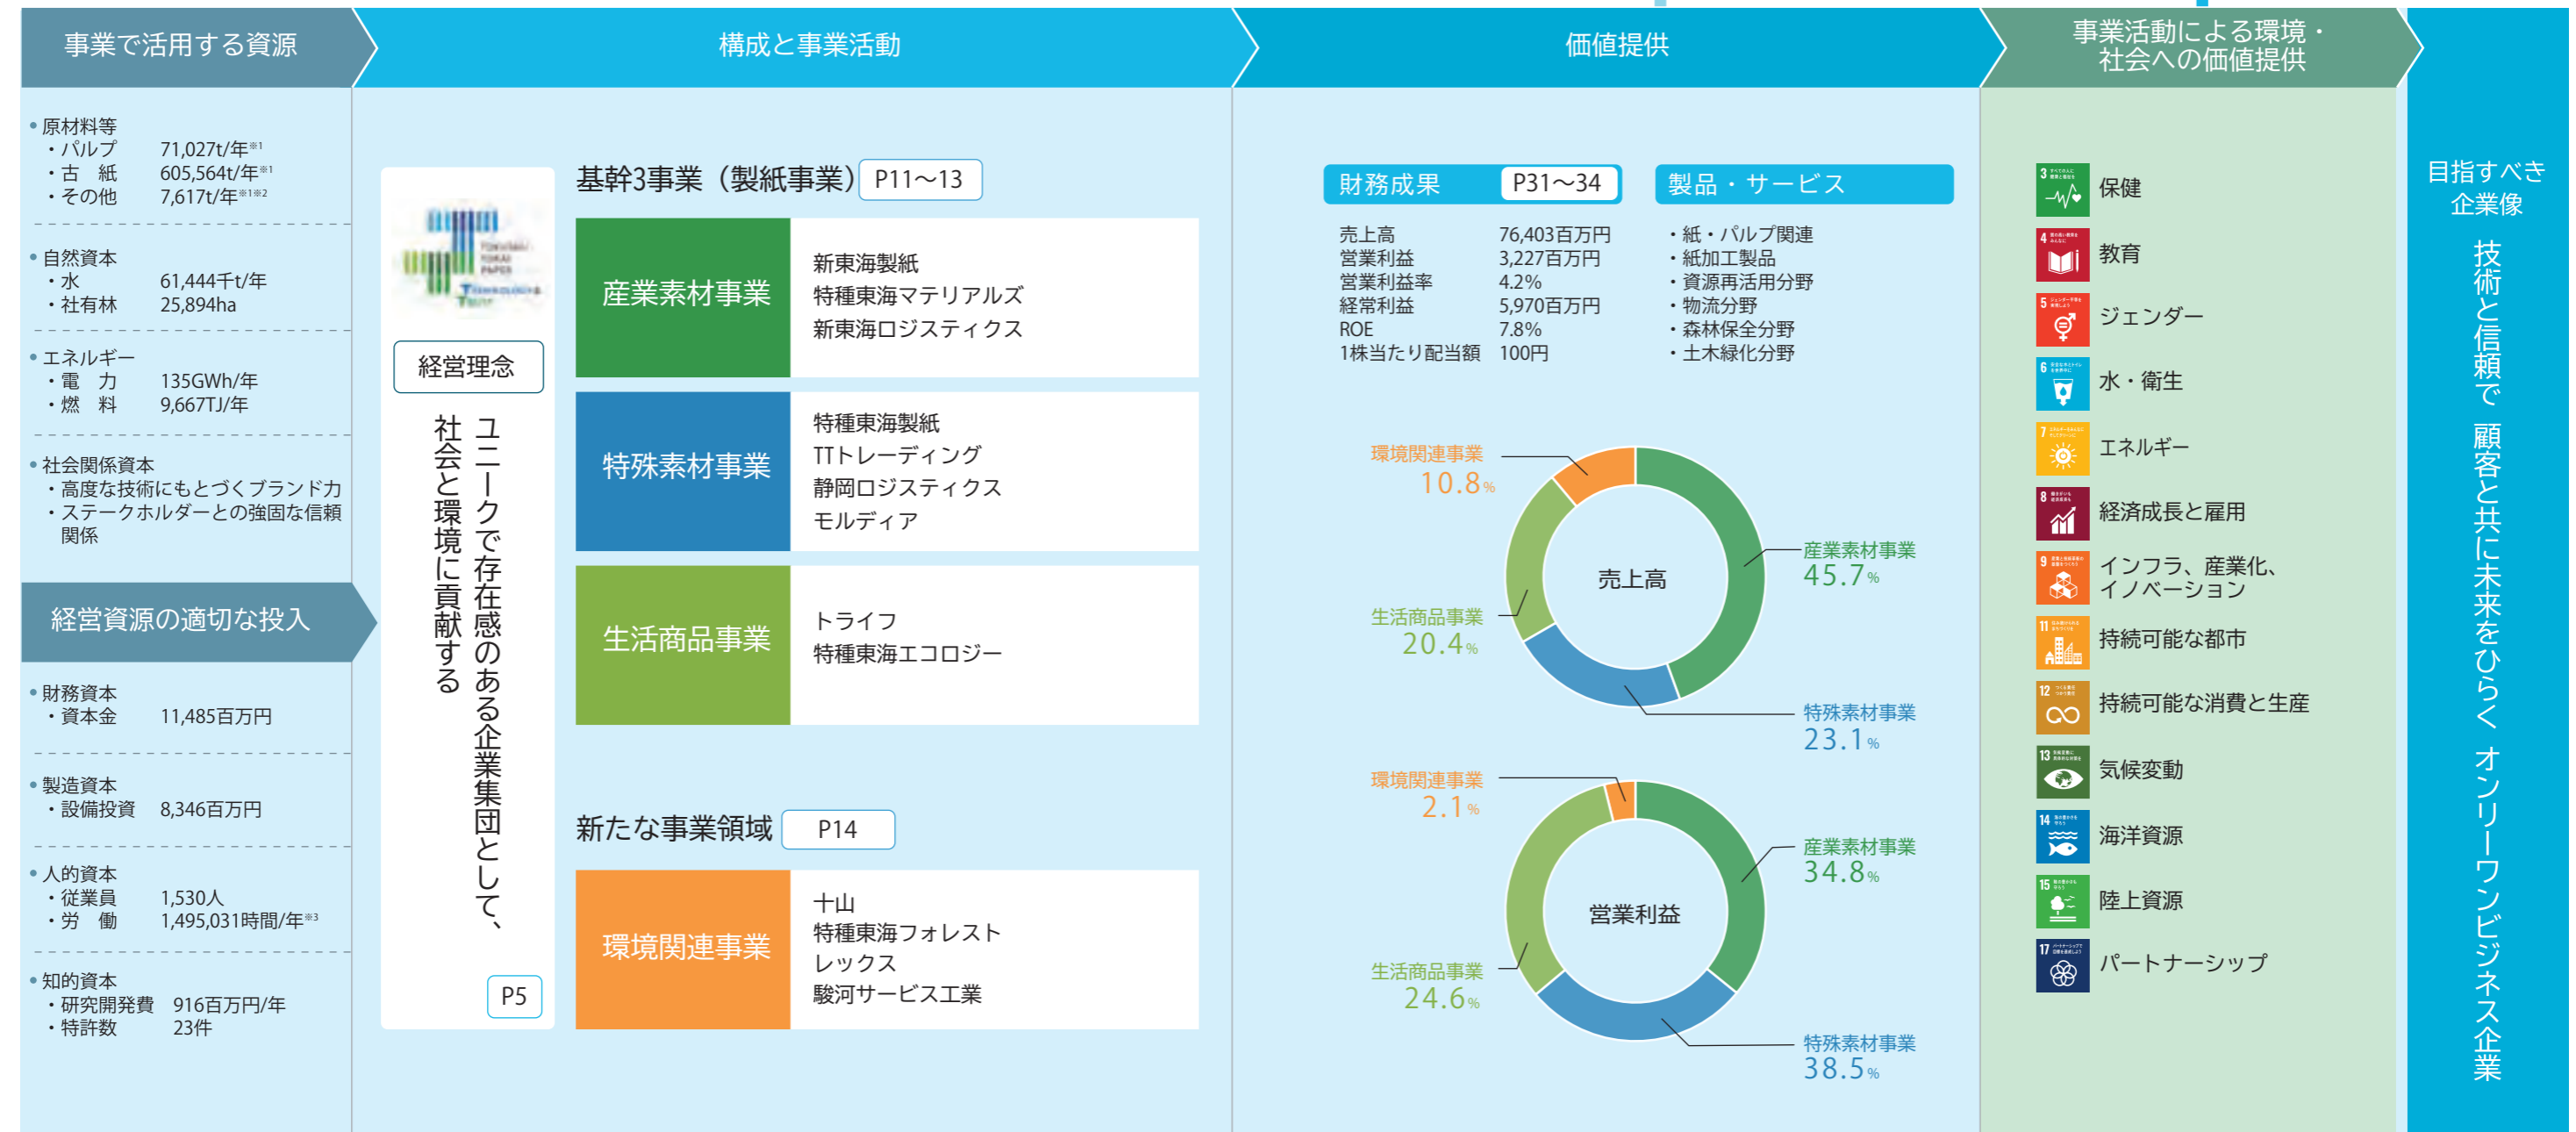 事業で活用する資源
・原材料等
・パルプ 71,027t/年※1
・古 紙 605,564t/年※1
・その他 7,617t/年※1※2
・自然資本
・水 61,444千t/年
・社有林 25,894ha
・エネルギー
・電 力 135GWh/年
・燃 料 9,667TJ/年
・社会関係資本
・高度な技術にもとづくブランド力
・ステークホルダーとの強固な信頼
関係
経営資源の適切な投入
・財務資本
・資本金 11,485百万円
・製造資本
・設備投資 8,346百万円
・人的資本
・従業員 1,530人
・労 働 1,495,031時間/年※3
・知的資本
・研究開発費 916百万円/年
・特許数 23件
構成と事業活動
TOKUSHU
TOKAI
PAPER
TECHNOLOGY &
TRUST
経営理念
ユニークで存在感のある企業集団として、
社会と環境に貢献する
P5
基幹3事業（製紙事業） P11〜13
産業素材事業
新東海製紙
特種東海マテリアルズ
新東海ロジスティクス
特殊素材事業
特種東海製紙
TTトレーディング
静岡ロジスティクス
モルディア
生活商品事業
トライフ
特種東海エコロジー
新たな事業領域 P14
環境関連事業
十山
特種東海フォレスト
レックス
駿河サービス工業
価値提供
財務成果 P31〜34
売上高 76,403百万円
営業利益 3,227百万円
営業利益率 4.2%
経常利益 5,970百万円
ROE 7.8%
1株当たり配当額 100円
製品・サービス
・紙・パルプ関連
・紙加工製品
・資源再活用分野
・物流分野
・森林保全分野
・土木緑化分野
売上高
環境関連事業
10.8%
産業素材事業
45.7%
生活商品事業
20.4%
特殊素材事業
23.1%
営業利益
環境関連事業
2.1%
産業素材事業
34.8%
生活商品事業
24.6%
特殊素材事業
38.5%
事業活動による環境・
社会への価値提供
3 保健
4 教育
5 ジェンダー
6 水・衛生
7 エネルギー
8 経済成長と雇用
9 インフラ、産業化、
イノベーション
11 持続可能な都市
12 持続可能な消費と生産
13 気候変動
14 海洋資源
15 陸上資源
17 パートナーシップ
目指すべき
企業像
技術と信頼で 顧客と共に未来をひらく オンリーワンビジネス企業